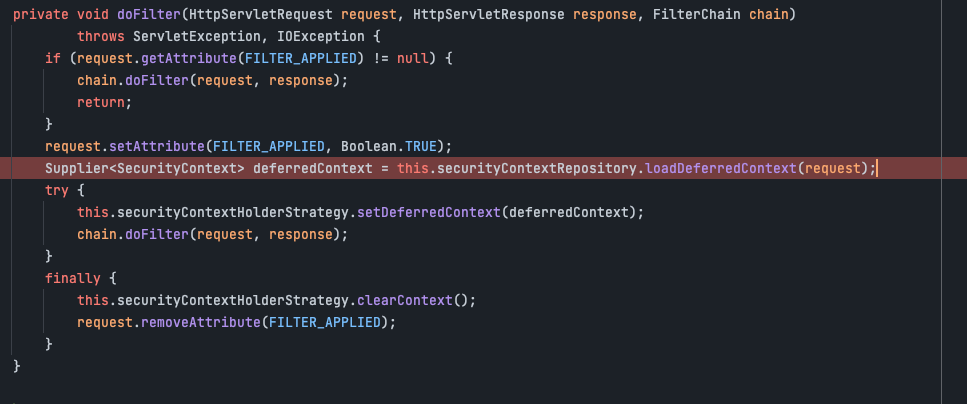 private void doFilter(HttpServletRequest request, HttpServletResponse response, FilterChain chain)
throws ServletException, IOException {
if (request.getAttribute(FILTER_APPLIED) != null) {
chain.doFilter(request, response);
return;
}
request.setAttribute(FILTER_APPLIED, Boolean.TRUE);
Supplier<SecurityContext> deferredContext = this.securityContextRepository.loadDeferredContext(request);
try {
this.securityContextHolderStrategy.setDeferredContext(deferredContext);
chain.doFilter(request, response);
}
finally {
this.securityContextHolderStrategy.clearContext();
request.removeAttribute(FILTER_APPLIED);
}
}